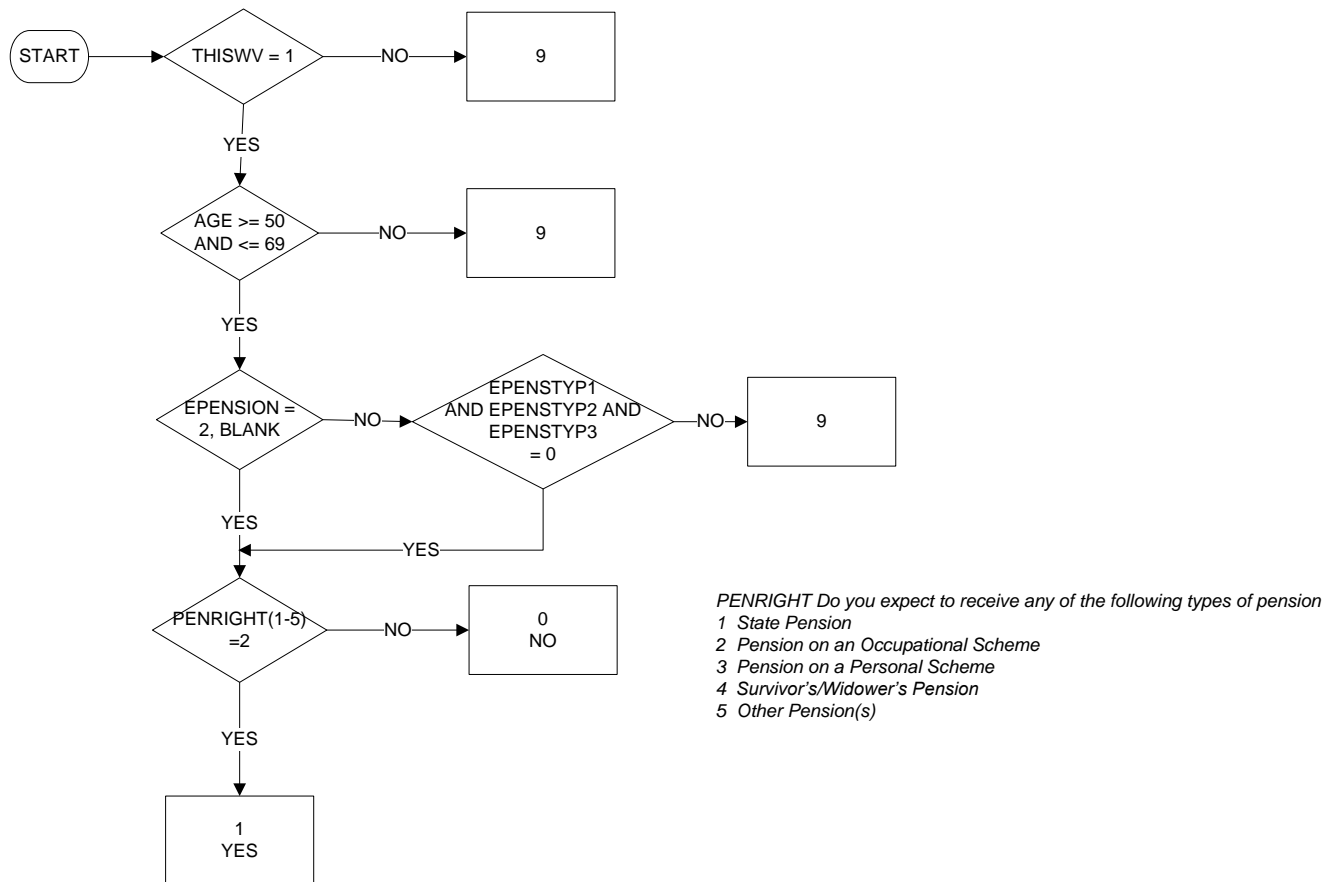 START
THISWV = 1
NO
9
YES
AGE >= 50
AND <= 69
NO
9
YES
EPENSION =
2, BLANK
NO
EPENSTYP1
AND EPENSTYP2 AND
EPENSTYP3
= 0
NO
9
YES
YES
PENRIGHT(1-5)
=2
NO
0
NO
YES
1
YES
PENRIGHT Do you expect to receive any of the following types of pension
1 State Pension
2 Pension on an Occupational Scheme
3 Pension on a Personal Scheme
4 Survivor's/Widower's Pension
5 Other Pension(s)